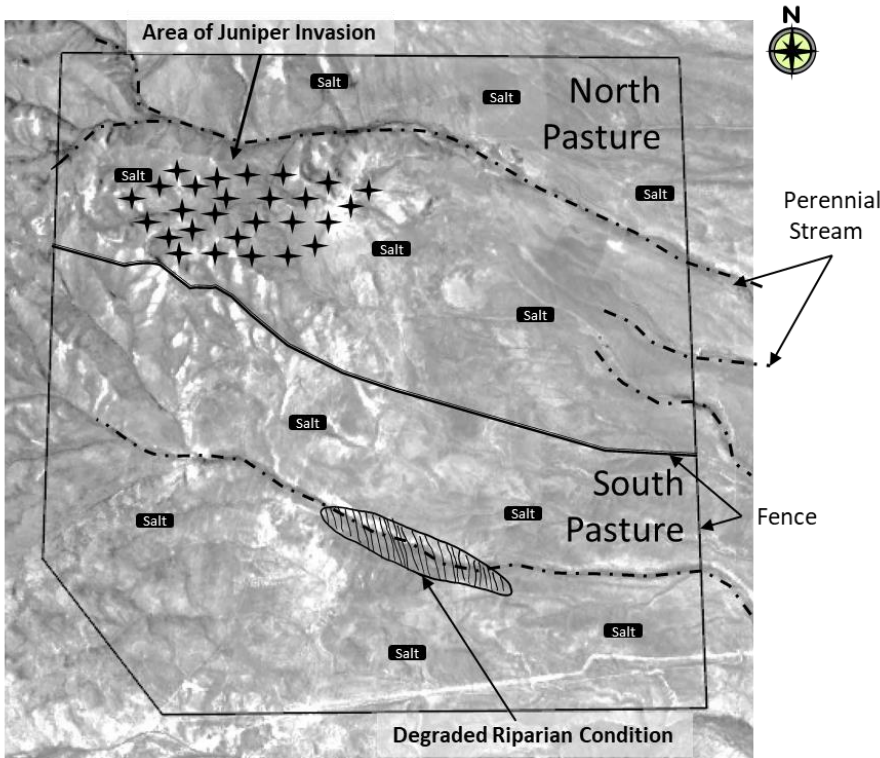 N
Area of Juniper Invasion
Salt
Salt
North
Pasture
Salt
Salt
Perennial
Stream
Salt
Salt
Salt
South
Pasture
Salt
Salt
Fence
Salt
Salt
Degraded Riparian Condition